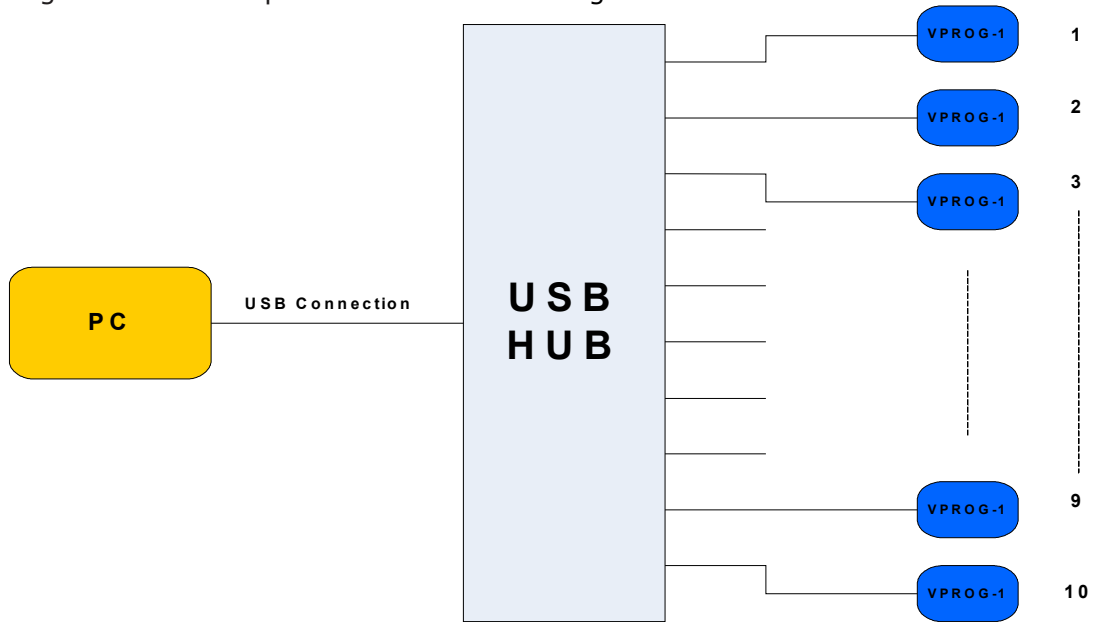 VPROG-1 1
VPROG-1 2
VPROG-1 3
PC
USB Connection
USB
HUB
VPROG-1 9
VPROG-1 10